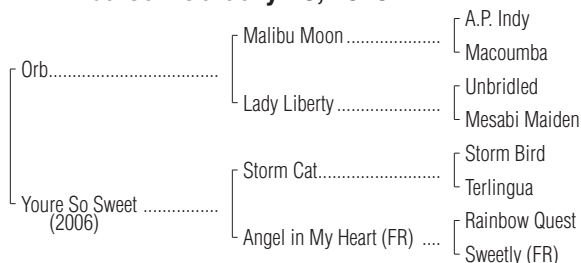 A.P. Indy
Malibu Moon ....................
Macoumba
Orb..................................
Unbridled
Lady Liberty ......................
Mesabi Maiden
Storm Bird
Storm Cat..........................
Terlingua
Youre So Sweet ................
(2006)
Rainbow Quest
Angel in My Heart (FR) ....
Sweetly (FR)